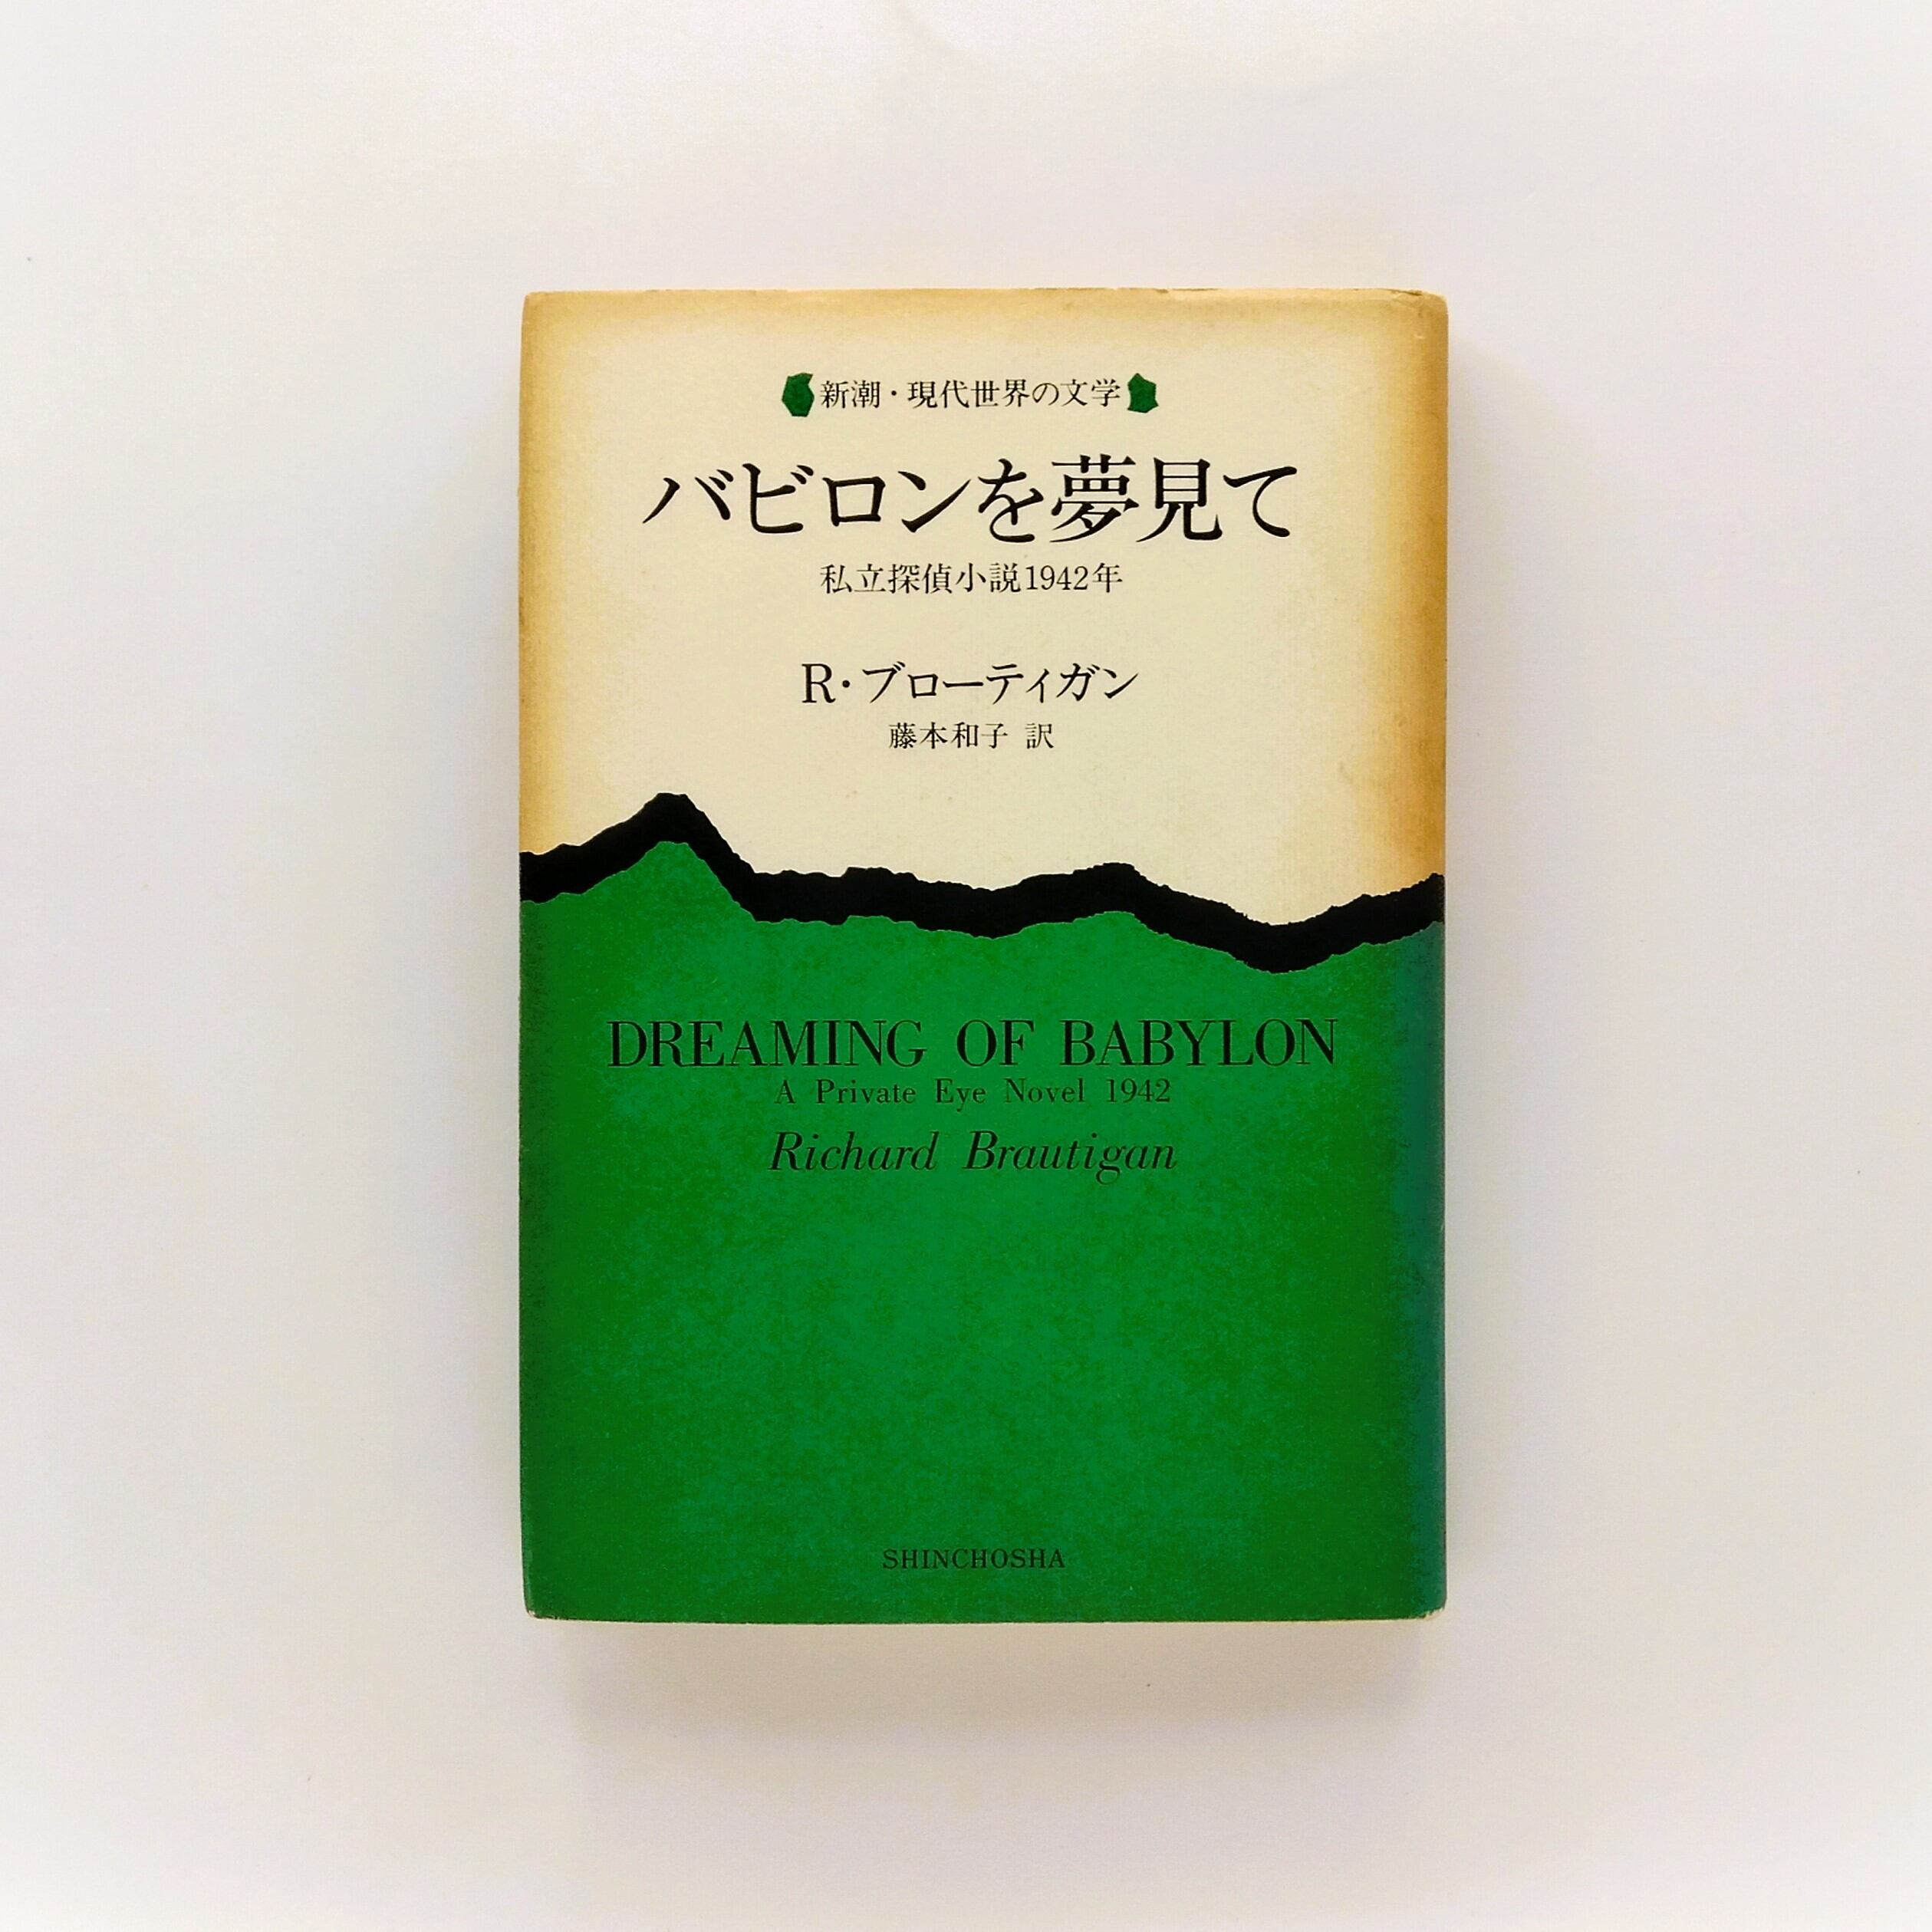 新潮・現代世界の文学
バビロンを夢見て
私立探偵小説1942年
R・ブローティガン
藤本和子 訳
DREAMING OF BABYLON
A Private Eye Novel 1942
Richard Brautigan
SHINCHOSHA